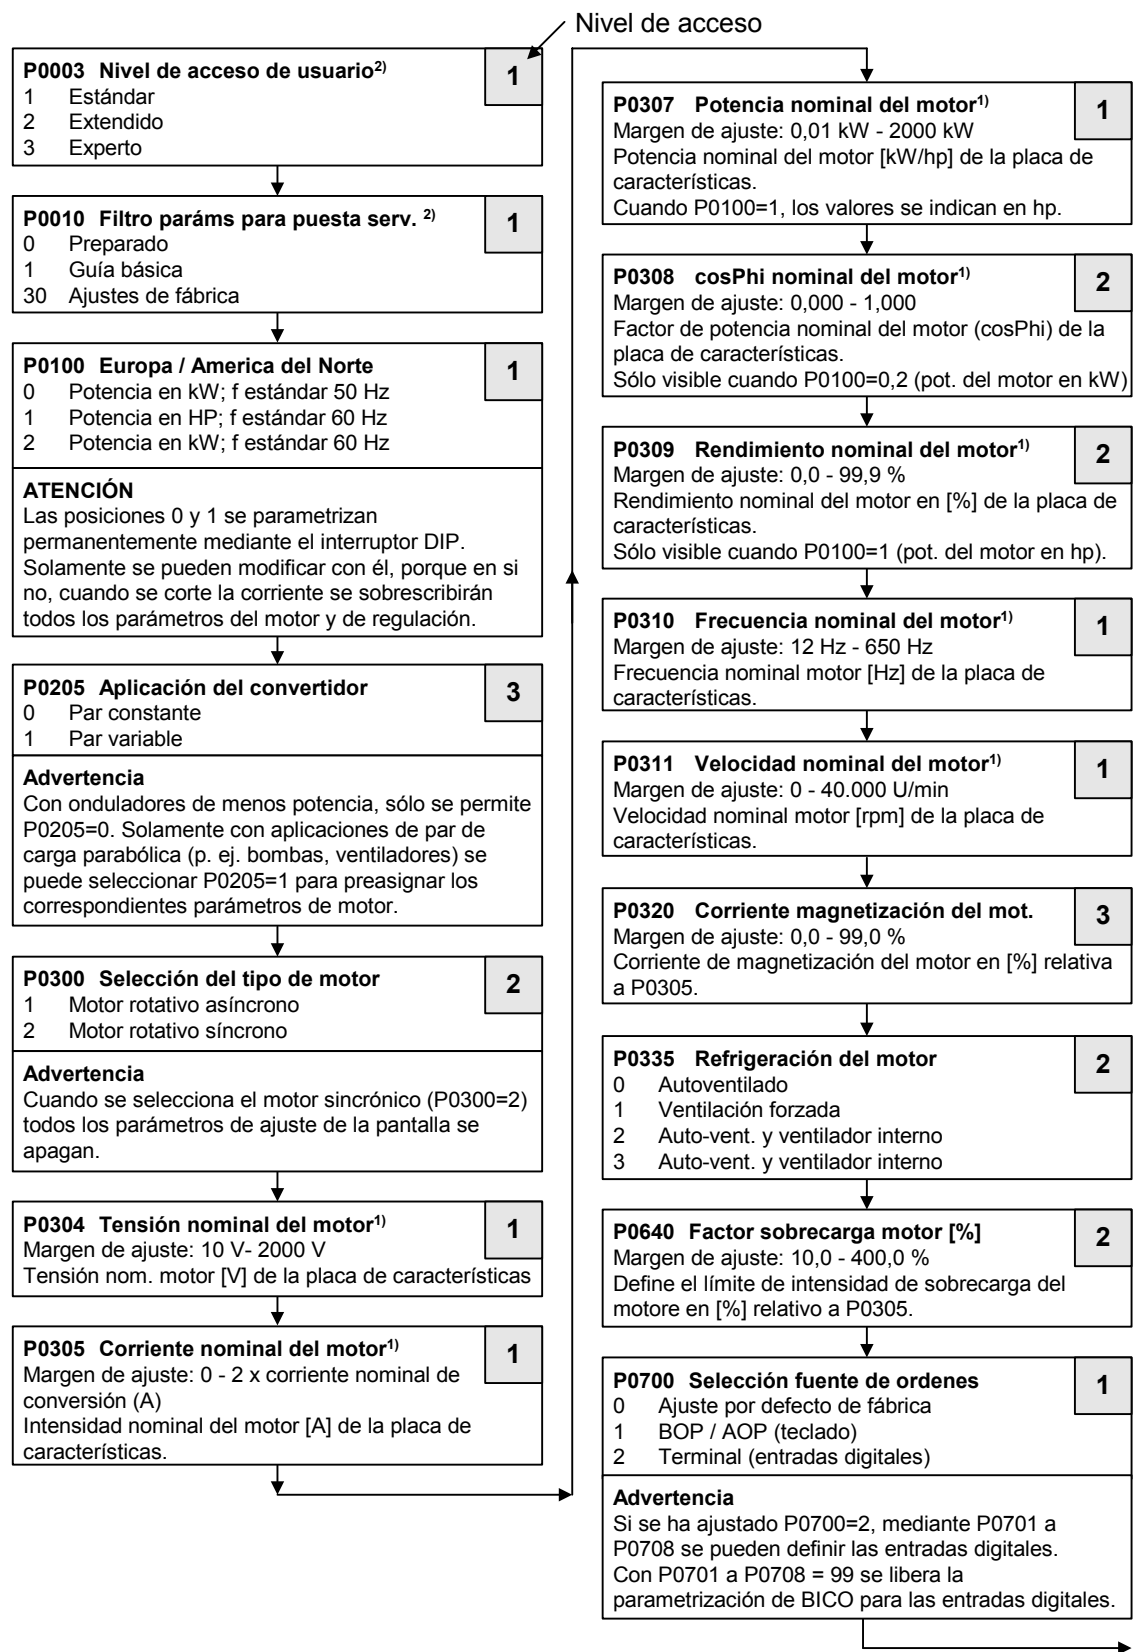 Nivel de acceso
P0003 Nivel de acceso de usuario2)
1
1 Estándar
2 Extendido
3 Experto
P0010 Filtro paráms para puesta serv. 2)
1
0 Preparado
1 Guía básica
30 Ajustes de fábrica
P0100 Europa / America del Norte
1
0 Potencia en kW; f estándar 50 Hz
1 Potencia en HP; f estándar 60 Hz
2 Potencia en kW; f estándar 60 Hz
ATENCIÓN
Las posiciones 0 y 1 se parametrizan
permanentemente mediante el interruptor DIP.
Solamente se pueden modificar con él, porque en si
no, cuando se corte la corriente se sobrescribirán
todos los parámetros del motor y de regulación.
P0205 Aplicación del convertidor
3
0 Par constante
1 Par variable
Advertencia
Con onduladores de menos potencia, sólo se permite
P0205=0. Solamente con aplicaciones de par de
carga parabólica (p. ej. bombas, ventiladores) se
puede seleccionar P0205=1 para preasignar los
correspondientes parámetros de motor.
P0300 Selección del tipo de motor
2
1 Motor rotativo asíncrono
2 Motor rotativo síncrono
Advertencia
Cuando se selecciona el motor sincrónico (P0300=2)
todos los parámetros de ajuste de la pantalla se
apagan.
P0304 Tensión nominal del motor1)
1
Margen de ajuste: 10 V- 2000 V
Tensión nom. motor [V] de la placa de características
P0305 Corriente nominal del motor1)
1
Margen de ajuste: 0 - 2 x corriente nominal de
conversión (A)
Intensidad nominal del motor [A] de la placa de
características.
P0307 Potencia nominal del motor1)
1
Margen de ajuste: 0,01 kW - 2000 kW
Potencia nominal del motor [kW/hp] de la placa de
características.
Cuando P0100=1, los valores se indican en hp.
P0308 cosPhi nominal del motor1)
2
Margen de ajuste: 0,000 - 1,000
Factor de potencia nominal del motor (cosPhi) de la
placa de características.
Sólo visible cuando P0100=0,2 (pot. del motor en kW)
P0309 Rendimiento nominal del motor1)
2
Margen de ajuste: 0,0 - 99,9 %
Rendimiento nominal del motor en [%] de la placa de
características.
Sólo visible cuando P0100=1 (pot. del motor en hp).
P0310 Frecuencia nominal del motor1)
1
Margen de ajuste: 12 Hz - 650 Hz
Frecuencia nominal motor [Hz] de la placa de
características.
P0311 Velocidad nominal del motor1)
1
Margen de ajuste: 0 - 40.000 U/min
Velocidad nominal motor [rpm] de la placa de
características.
P0320 Corriente magnetización del mot.
3
Margen de ajuste: 0,0 - 99,0 %
Corriente de magnetización del motor en [%] relativa
a P0305.
P0335 Refrigeración del motor
2
0 Autoventilado
1 Ventilación forzada
2 Auto-vent. y ventilador interno
3 Auto-vent. y ventilador interno
P0640 Factor sobrecarga motor [%]
2
Margen de ajuste: 10,0 - 400,0 %
Define el límite de intensidad de sobrecarga del
motore en [%] relativo a P0305.
P0700 Selección fuente de ordenes
1
0 Ajuste por defecto de fábrica
1 BOP / AOP (teclado)
2 Terminal (entradas digitales)
Advertencia
Si se ha ajustado P0700=2, mediante P0701 a
P0708 se pueden definir las entradas digitales.
Con P0701 a P0708 = 99 se libera la
parametrización de BICO para las entradas digitales.